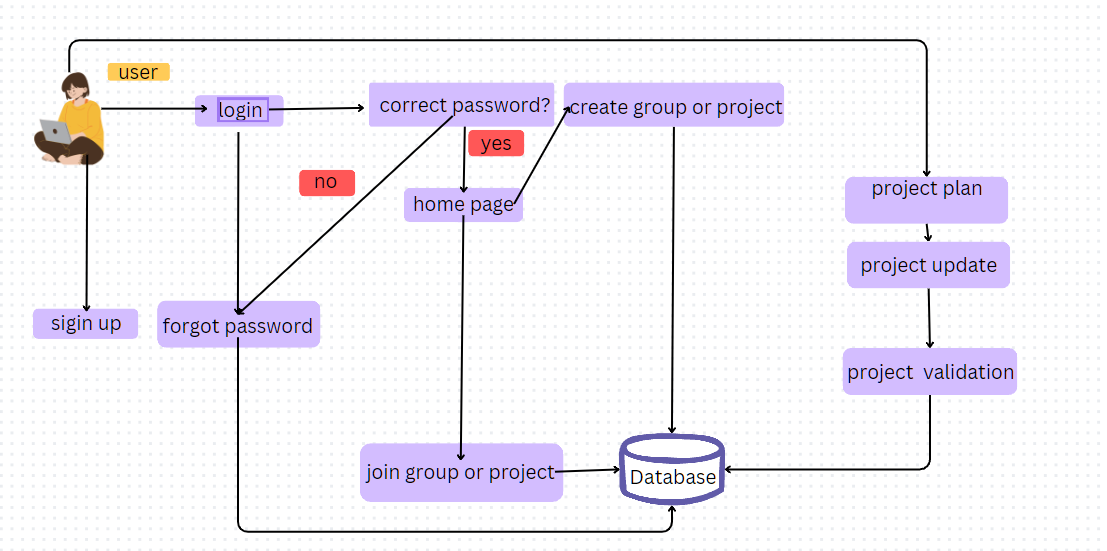 user
login
correct password?
create group or project
yes
no
home page
project plan
project update
sigin up
forgot password
project validation
join group or project
Database